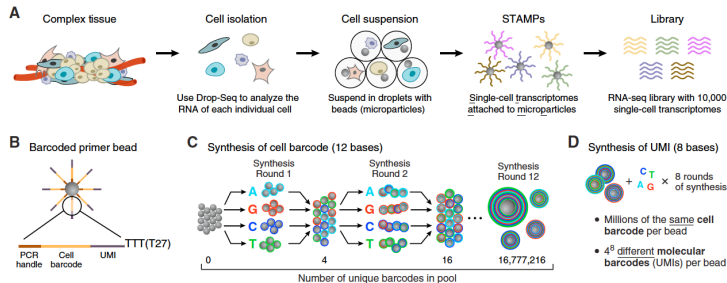 A
Complex tissue
Cell isolation
Cell suspension
STAMPs
Library
Use Drop-Seq to analyze the
RNA of each individual cell
Suspend in droplets with
beads (microparticles)
Single-cell transcriptomes
attached to microparticles
RNA-seq library with 10,000
single-cell transcriptomes
B
Barcoded primer bead
TTT(T27)
PCR
handle
Cell
barcode
UMI
C
Synthesis of cell barcode (12 bases)
Synthesis
Round 1
Synthesis
Round 2
Synthesis
Round 12
A
G
C
T
A
G
C
T
...
0
4
16
16,777,216
Number of unique barcodes in pool
D
Synthesis of UMI (8 bases)
+
C T
A G
× 8 rounds
of synthesis
• Millions of the same cell
barcode per bead
• 4⁸ different molecular
barcodes (UMIs) per bead